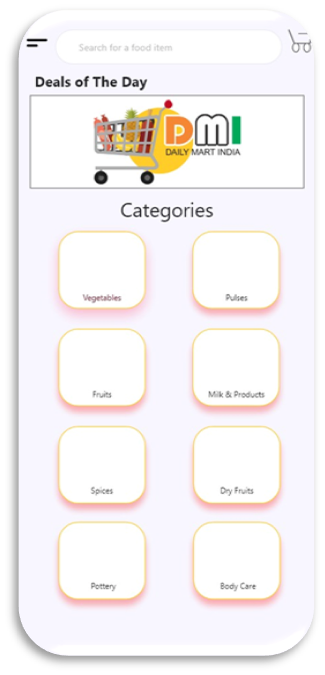 Search for a food item
Deals of The Day
DMI
DAILY MART INDIA
Categories
Vegetables
Pulses
Fruits
Milk & Products
Spices
Dry Fruits
Pottery
Body Care